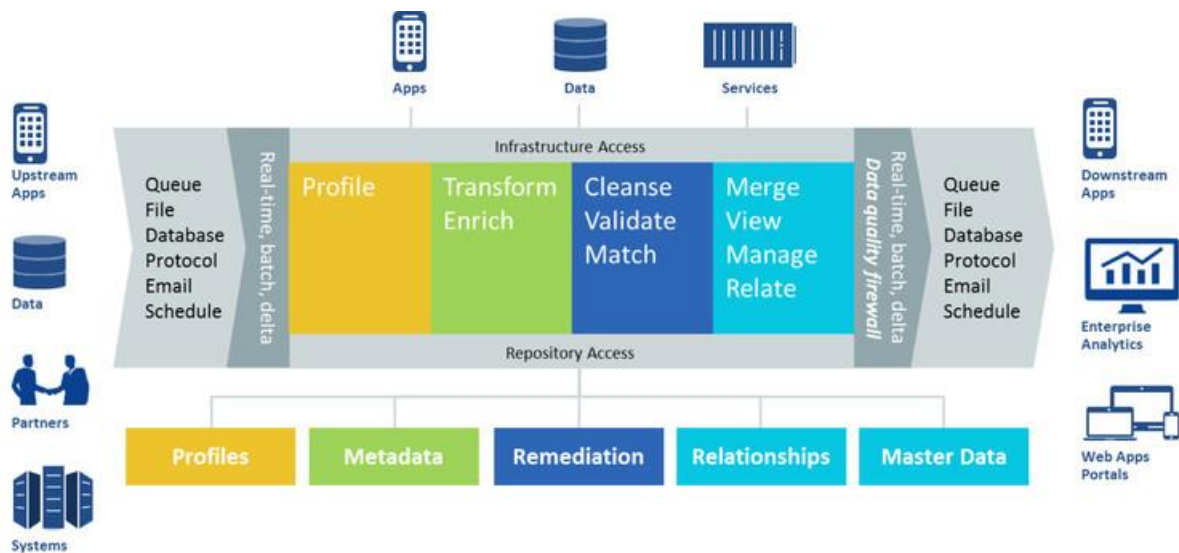 Apps
Data
Services
Upstream
Apps
Data
Partners
Systems
Queue
File
Database
Protocol
Email
Schedule
Real-time, batch, delta
Infrastructure Access
Profile
Transform
Enrich
Cleanse
Validate
Match
Merge
View
Manage
Relate
Repository Access
Real-time, batch, delta
Data quality firewall
Queue
File
Database
Protocol
Email
Schedule
Downstream
Apps
Enterprise
Analytics
Web Apps
Portals
Profiles
Metadata
Remediation
Relationships
Master Data